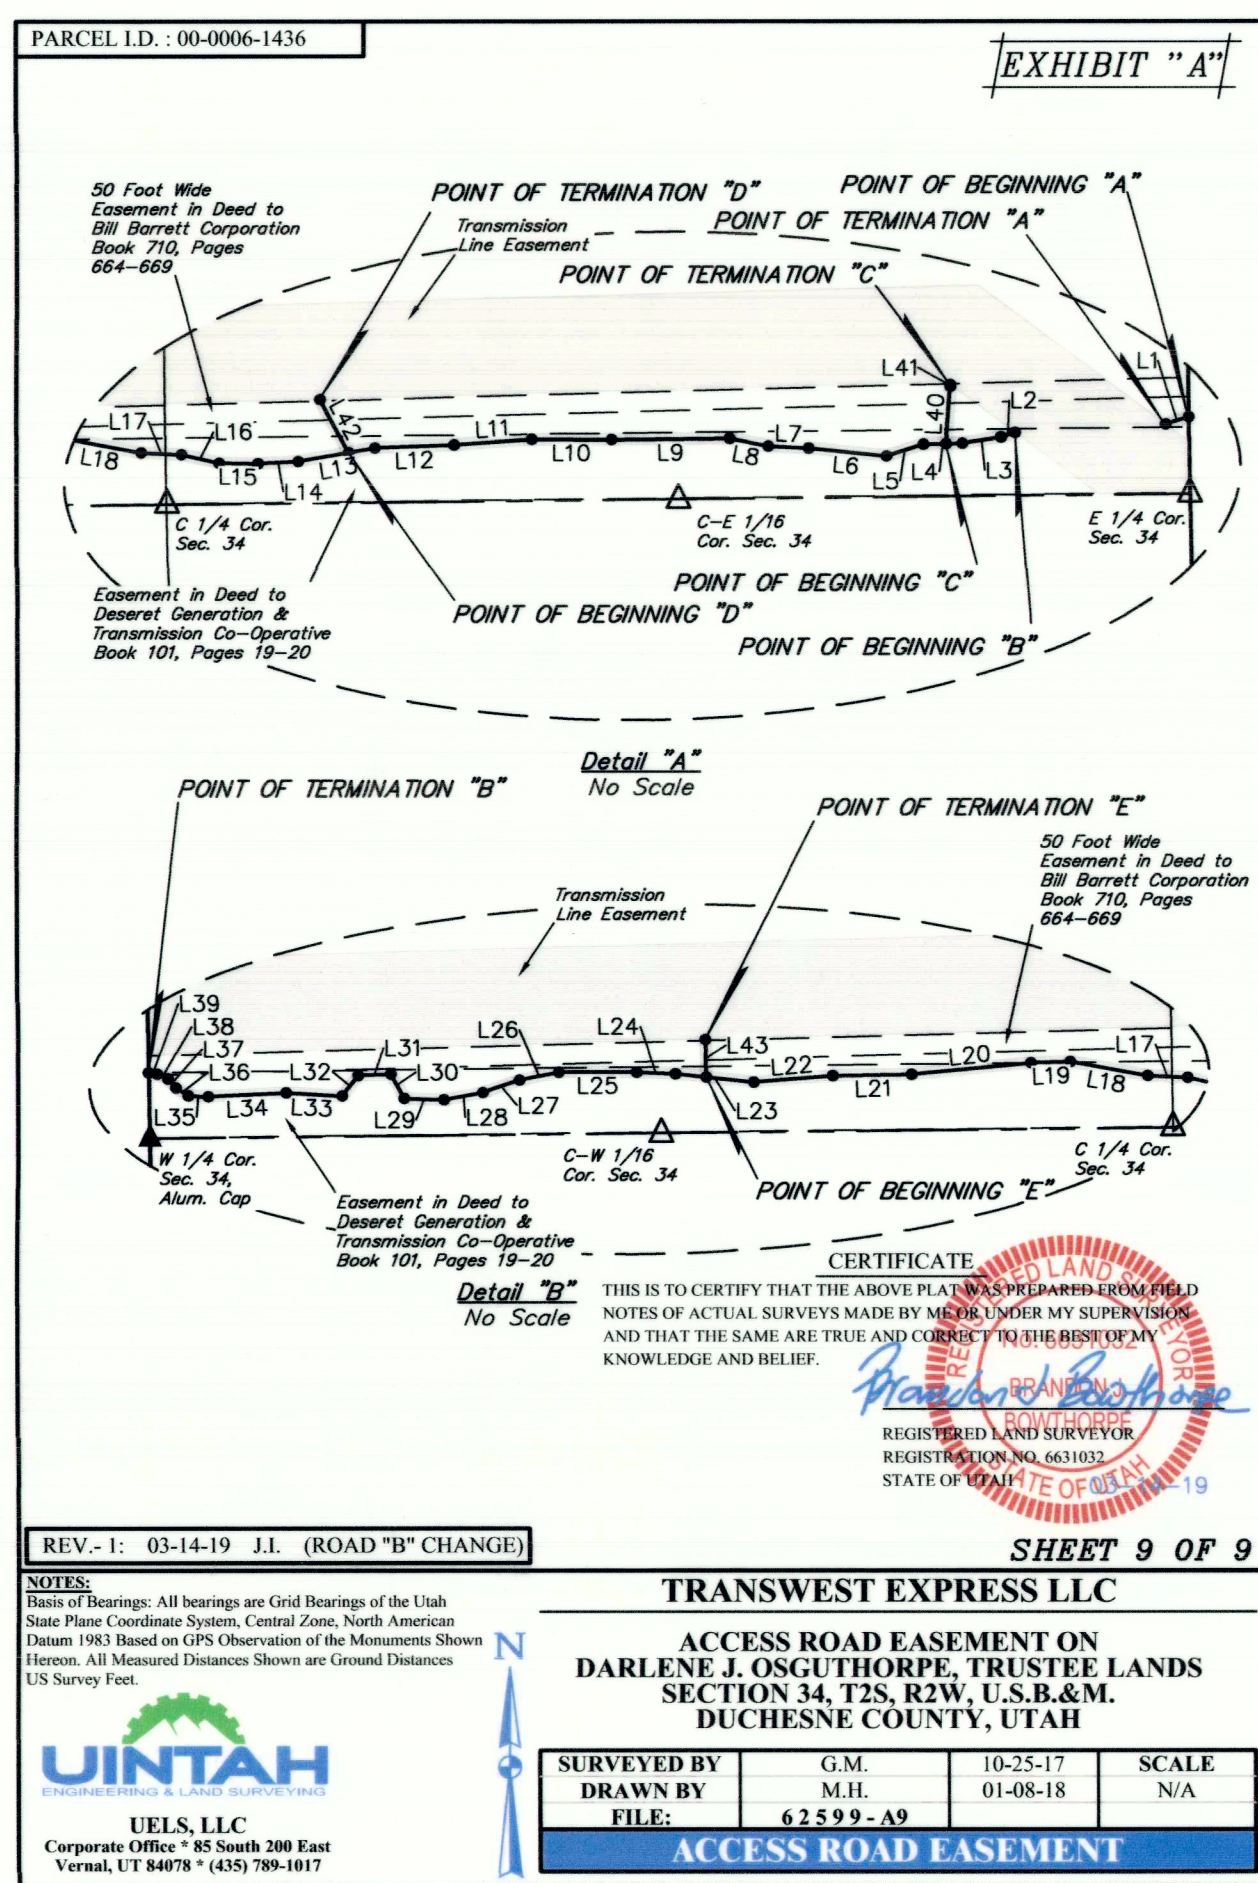 PARCEL I.D. : 00-0006-1436
EXHIBIT "A"
50 Foot Wide
Easement in Deed to
Bill Barrett Corporation
Book 710, Pages
664-669
POINT OF TERMINATION "D"
POINT OF BEGINNING "A"
Transmission
Line Easement
POINT OF TERMINATION "A"
POINT OF TERMINATION "C"
L41
L1
L17
L16
L42
L11
L40
L2
L18
L15
L14
L13
L12
L10
L9
L8
L7
L6
L5
L4
L3
C 1/4 Cor.
Sec. 34
C-E 1/16
Cor. Sec. 34
E 1/4 Cor.
Sec. 34
Easement in Deed to
Deseret Generation &
Transmission Co-Operative
Book 101, Pages 19-20
POINT OF BEGINNING "C"
POINT OF BEGINNING "D"
POINT OF BEGINNING "B"
Detail "A"
No Scale
POINT OF TERMINATION "B"
POINT OF TERMINATION "E"
50 Foot Wide
Easement in Deed to
Bill Barrett Corporation
Book 710, Pages
664-669
Transmission
Line Easement
L39
L38
L37
L36
L32
L31
L30
L26
L24
L43
L22
L20
L17
L35
L34
L33
L29
L28
L27
L25
L23
L21
L19
L18
W 1/4 Cor.
Sec. 34,
Alum. Cap
C-W 1/16
Cor. Sec. 34
C 1/4 Cor.
Sec. 34
POINT OF BEGINNING "E"
Easement in Deed to
Deseret Generation &
Transmission Co-Operative
Book 101, Pages 19-20
Detail "B"
No Scale
CERTIFICATE
THIS IS TO CERTIFY THAT THE ABOVE PLAT WAS PREPARED FROM FIELD
NOTES OF ACTUAL SURVEYS MADE BY ME OR UNDER MY SUPERVISION
AND THAT THE SAME ARE TRUE AND CORRECT TO THE BEST OF MY
KNOWLEDGE AND BELIEF.
REGISTERED LAND SURVEYOR
No. 6631032
BRANDON J.
BOWTHORPE
STATE OF UTAH
Brandon J Bowthorpe
REGISTERED LAND SURVEYOR
REGISTRATION NO. 6631032
STATE OF UTAH
03-14-19
REV.- 1: 03-14-19 J.I. (ROAD "B" CHANGE)
SHEET 9 OF 9
NOTES:
Basis of Bearings: All bearings are Grid Bearings of the Utah
State Plane Coordinate System, Central Zone, North American
Datum 1983 Based on GPS Observation of the Monuments Shown
Hereon. All Measured Distances Shown are Ground Distances
US Survey Feet.
N
UINTAH
ENGINEERING & LAND SURVEYING
UELS, LLC
Corporate Office * 85 South 200 East
Vernal, UT 84078 * (435) 789-1017
TRANSWEST EXPRESS LLC
ACCESS ROAD EASEMENT ON
DARLENE J. OSGUTHORPE, TRUSTEE LANDS
SECTION 34, T2S, R2W, U.S.B.&M.
DUCHESNE COUNTY, UTAH
SURVEYED BY G.M. 10-25-17 SCALE
DRAWN BY M.H. 01-08-18 N/A
FILE: 62599-A9
ACCESS ROAD EASEMENT